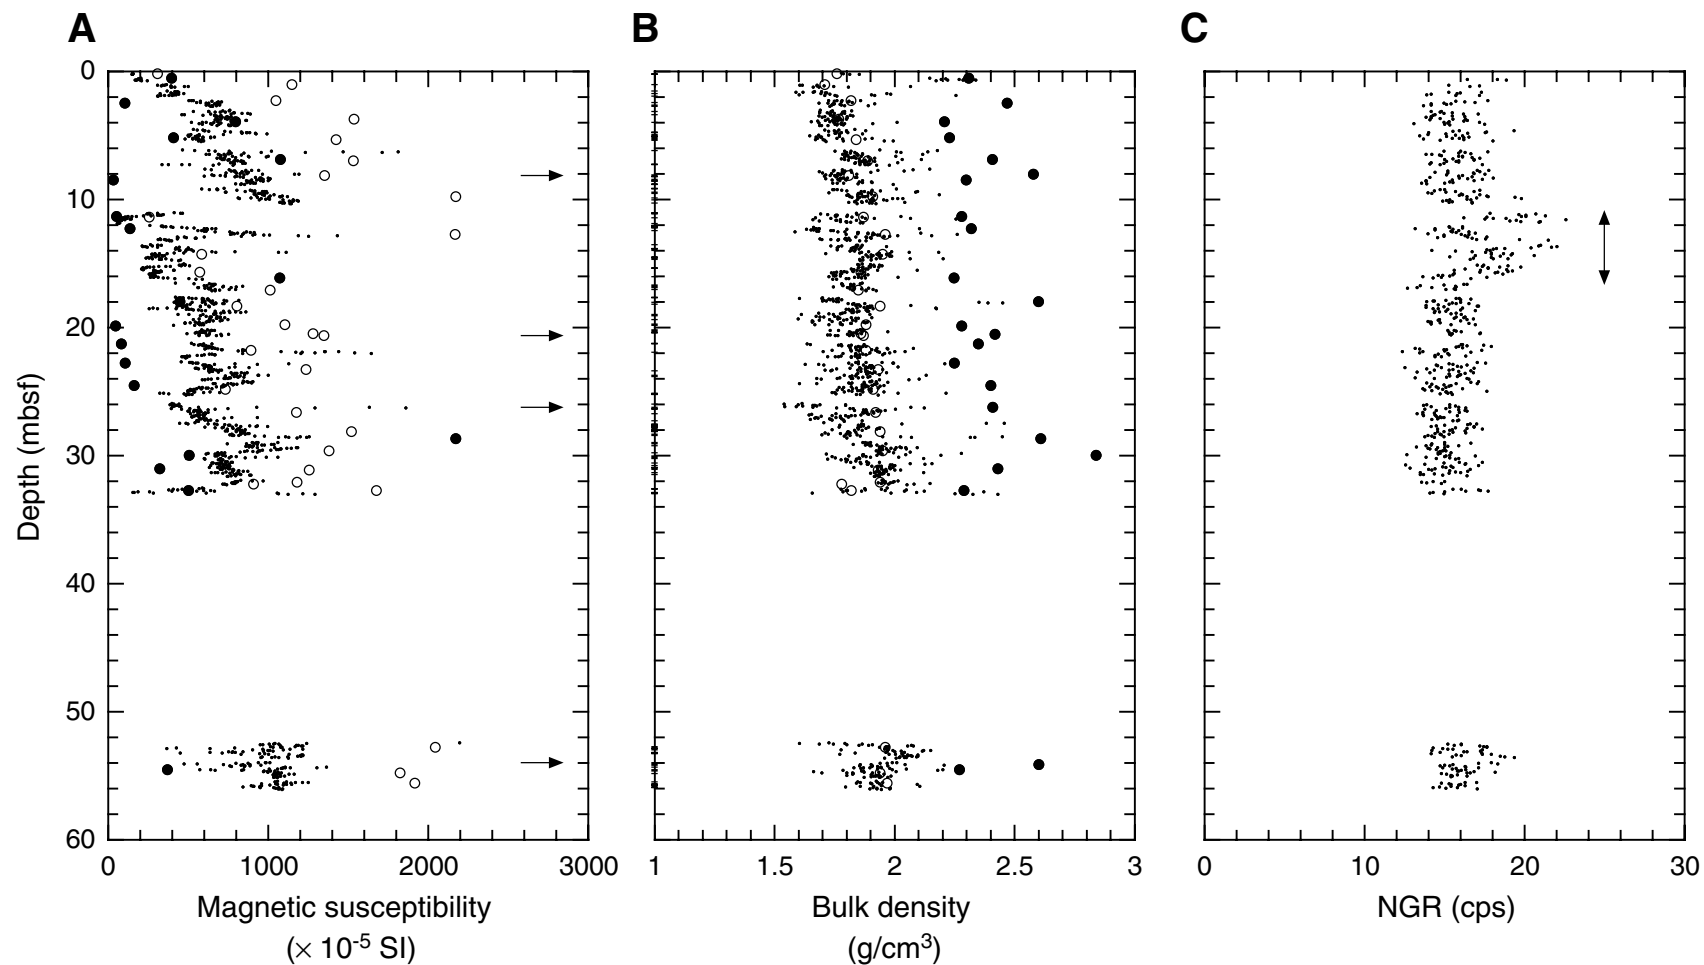 A B C
0
10
20
30
40
50
60
Depth (mbsf)
0 1000 2000 3000 1 1.5 2 2.5 3 0 10 20 30
Magnetic susceptibility Bulk density NGR (cps)
(× 10⁻⁵ SI) (g/cm³)